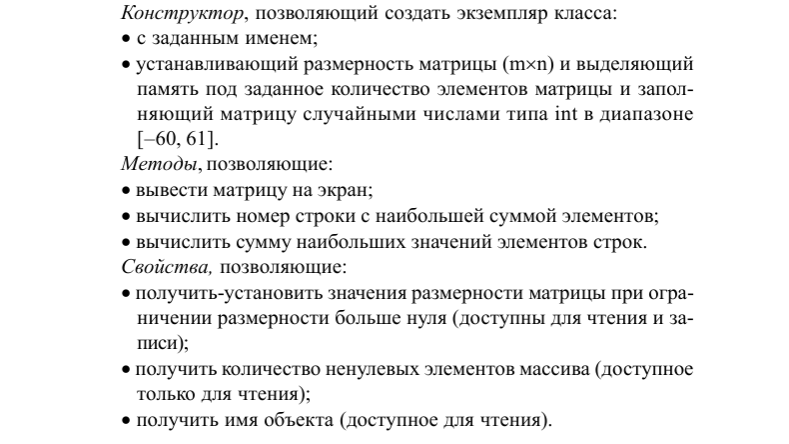 Конструктор, позволяющий создать экземпляр класса:
• с заданным именем;
• устанавливающий размерность матрицы (m×n) и выделяющий
память под заданное количество элементов матрицы и запол-
няющий матрицу случайными числами типа int в диапазоне
[–60, 61].
Методы, позволяющие:
• вывести матрицу на экран;
• вычислить номер строки с наибольшей суммой элементов;
• вычислить сумму наибольших значений элементов строк.
Свойства, позволяющие:
• получить-установить значения размерности матрицы при огра-
ничении размерности больше нуля (доступны для чтения и за-
писи);
• получить количество ненулевых элементов массива (доступное
только для чтения);
• получить имя объекта (доступное для чтения).